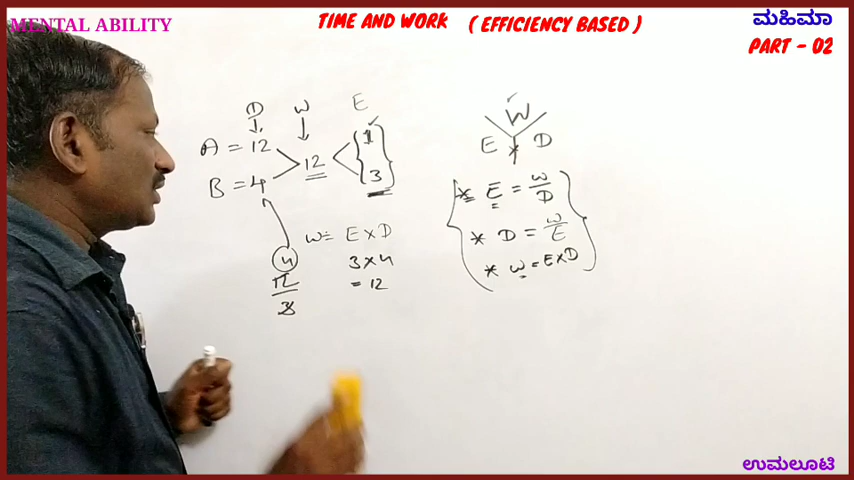 MENTAL ABILITY
TIME AND WORK ( EFFICIENCY BASED )
ಮಹಿಮಾ
PART - 02
D W E
A = 12
B = 4
12
1
3
W
E * D
* E = W/D
* D = W/E
* W = E×D
W = E×D
3×4
= 12
4
12/3
ಉಮಲೂಟಿ